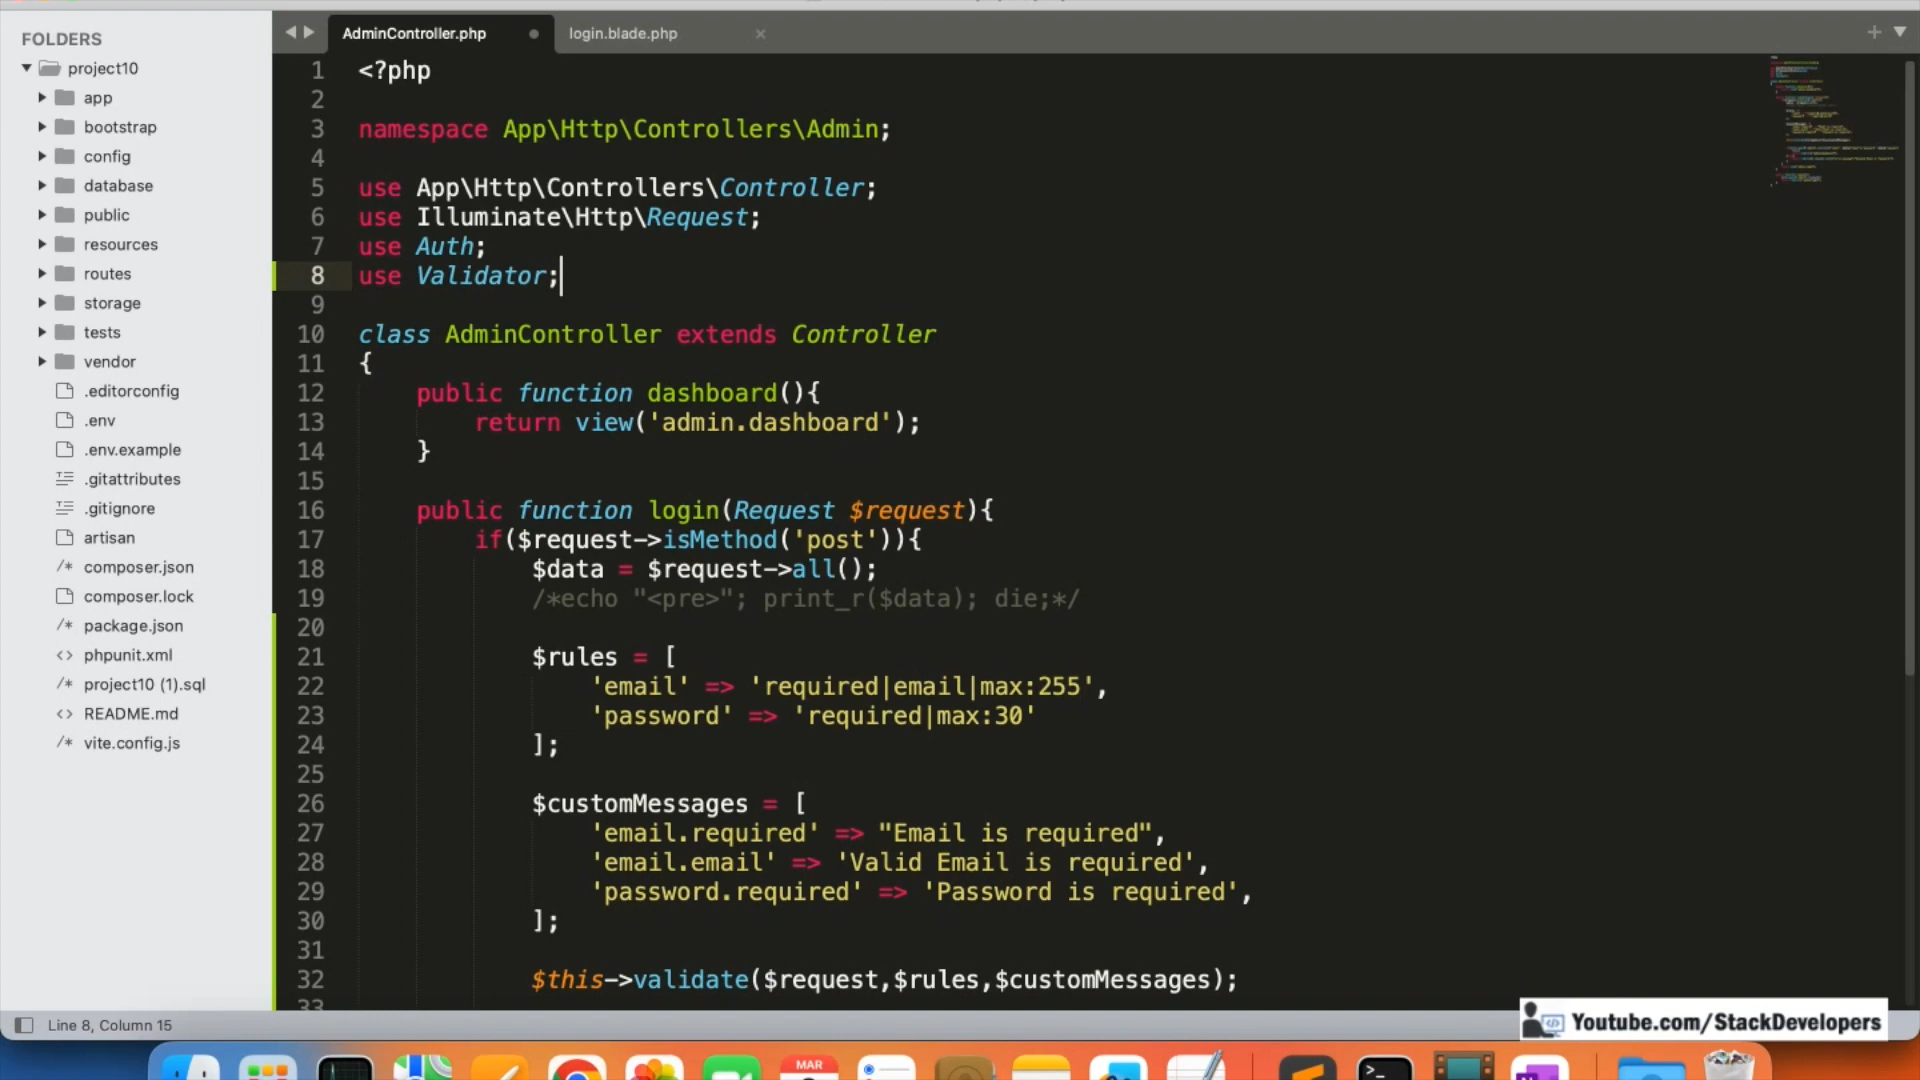 FOLDERS
project10
app
bootstrap
config
database
public
resources
routes
storage
tests
vendor
.editorconfig
.env
.env.example
.gitattributes
.gitignore
artisan
/* composer.json
composer.lock
/* package.json
<> phpunit.xml
/* project10 (1).sql
<> README.md
/* vite.config.js
AdminController.php
login.blade.php
1 <?php
2
3 namespace App\Http\Controllers\Admin;
4
5 use App\Http\Controllers\Controller;
6 use Illuminate\Http\Request;
7 use Auth;
8 use Validator;
9
10 class AdminController extends Controller
11 {
12 public function dashboard(){
13 return view('admin.dashboard');
14 }
15
16 public function login(Request $request){
17 if($request->isMethod('post')){
18 $data = $request->all();
19 /*echo "<pre>"; print_r($data); die;*/
20
21 $rules = [
22 'email' => 'required|email|max:255',
23 'password' => 'required|max:30'
24 ];
25
26 $customMessages = [
27 'email.required' => "Email is required",
28 'email.email' => 'Valid Email is required',
29 'password.required' => 'Password is required',
30 ];
31
32 $this->validate($request,$rules,$customMessages);
33
Line 8, Column 15
Youtube.com/StackDevelopers
MAR